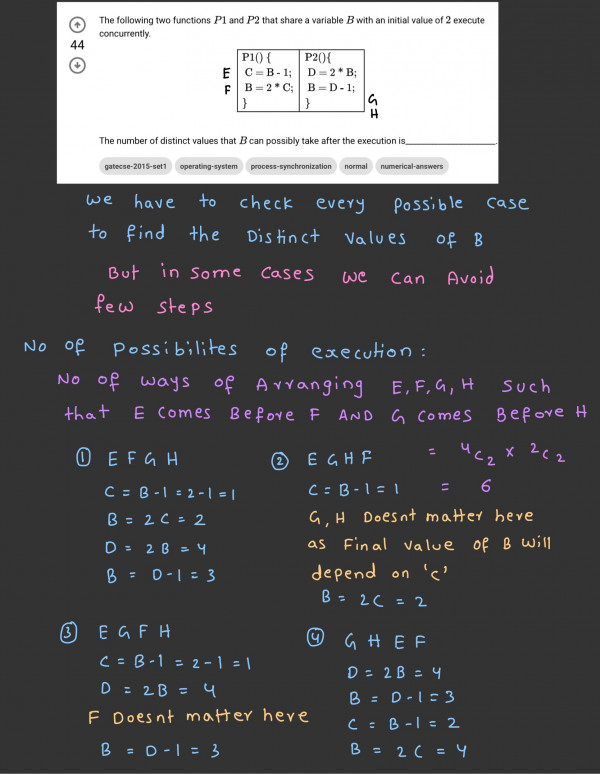 The following two functions P1 and P2 that share a variable B with an initial value of 2 execute
44
concurrently.
P1() { P2(){
E C = B - 1; D = 2 * B;
F B = 2 * C; B = D - 1; G
} } H
The number of distinct values that B can possibly take after the execution is____________________.
gatecse-2015-set1 operating-system process-synchronization normal numerical-answers
we have to check every possible case
to find the Distinct values of B
But in some cases we can Avoid
few steps
No of possibilites of execution :
No of ways of Arranging E, F, G, H such
that E comes Before F AND G comes Before H
= 4C2 x 2C2
= 6
① E F G H
C = B - 1 = 2 - 1 = 1
B = 2C = 2
D = 2B = 4
B = D - 1 = 3
② E G H F
C = B - 1 = 1
G, H Doesnt matter here
as Final value of B will
depend on 'c'
B = 2C = 2
③ E G F H
C = B - 1 = 2 - 1 = 1
D = 2B = 4
F Doesnt matter here
B = D - 1 = 3
④ G H E F
D = 2B = 4
B = D - 1 = 3
C = B - 1 = 2
B = 2C = 4